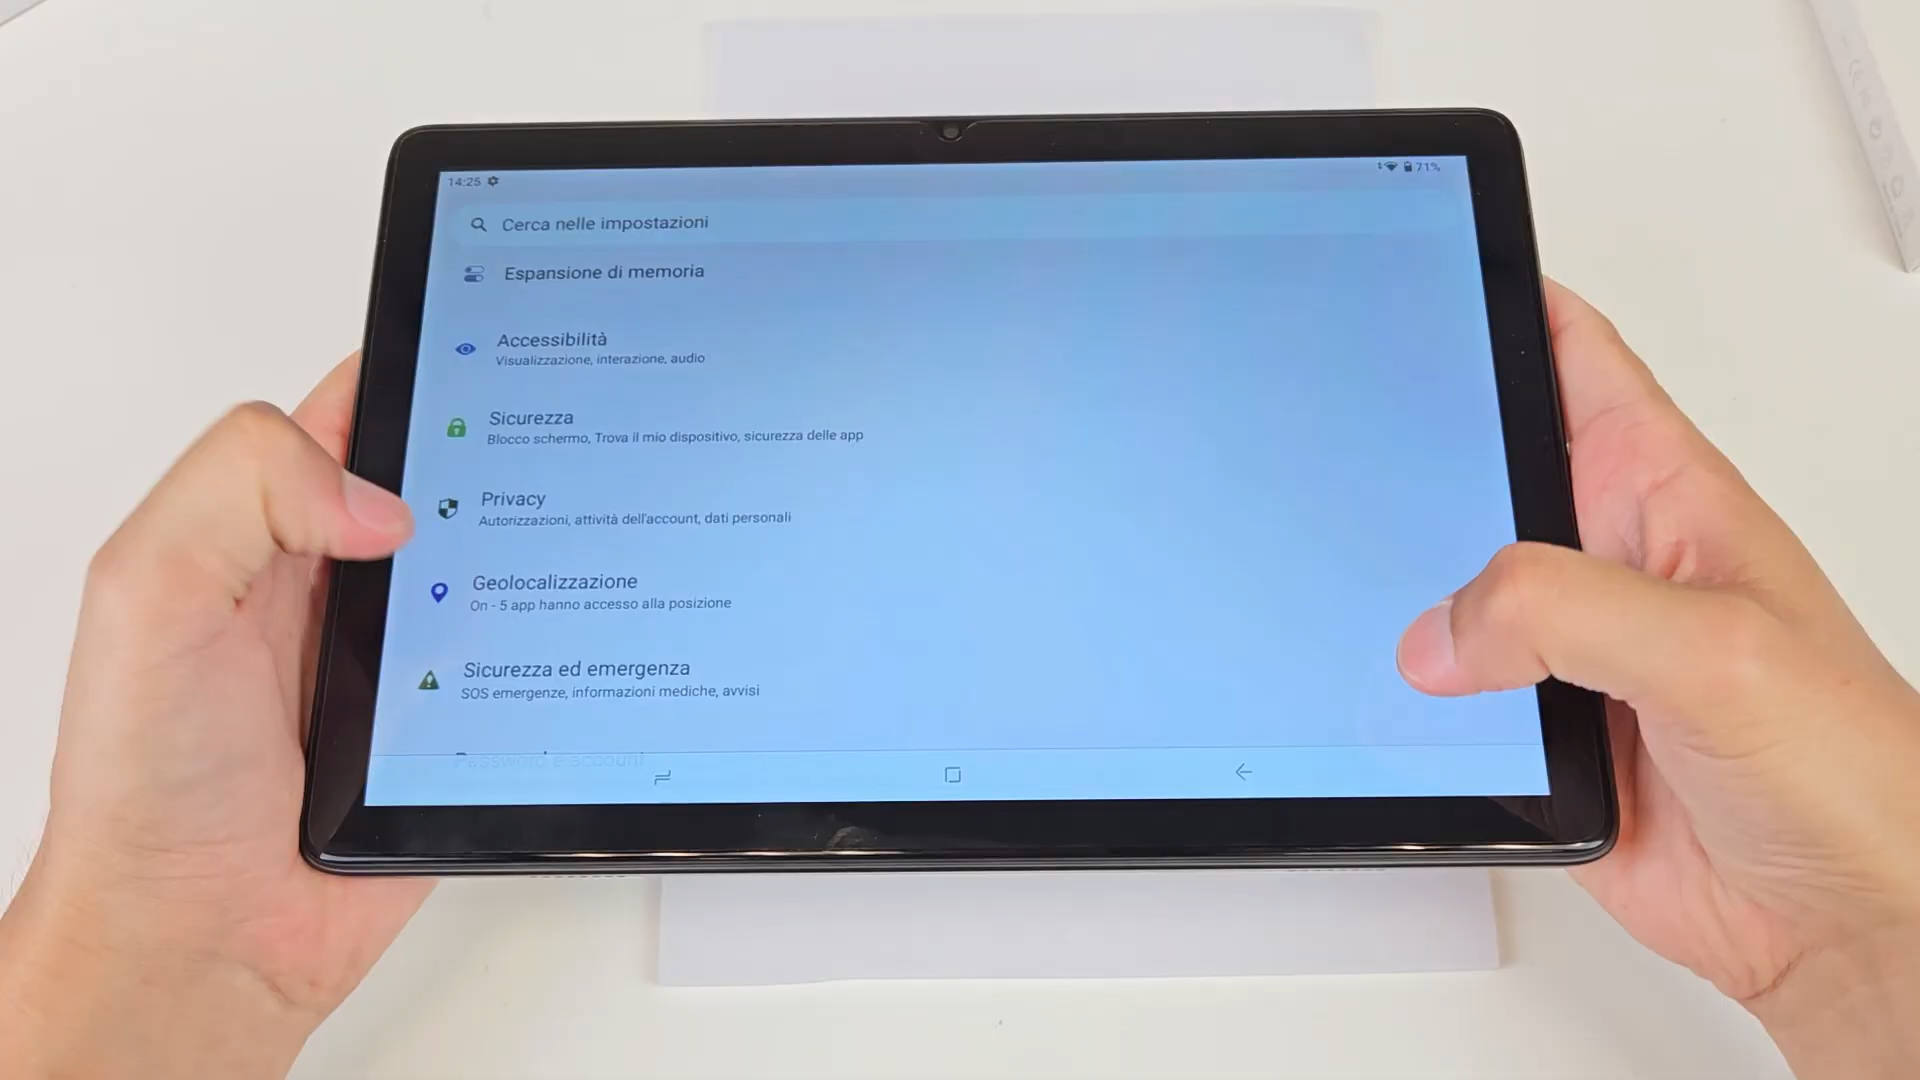 14:25
71%
Cerca nelle impostazioni
Espansione di memoria
Accessibilità
Visualizzazione, interazione, audio
Sicurezza
Blocco schermo, Trova il mio dispositivo, sicurezza delle app
Privacy
Autorizzazioni, attività dell'account, dati personali
Geolocalizzazione
On - 5 app hanno accesso alla posizione
Sicurezza ed emergenza
SOS emergenze, informazioni mediche, avvisi
Password e account